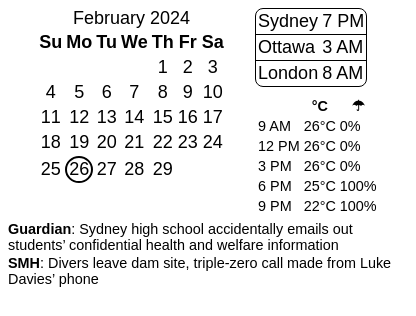 February 2024
Su Mo Tu We Th Fr Sa
1 2 3
4 5 6 7 8 9 10
11 12 13 14 15 16 17
18 19 20 21 22 23 24
25 26 27 28 29
Sydney 7 PM
Ottawa 3 AM
London 8 AM
°C ☂
9 AM 26°C 0%
12 PM 26°C 0%
3 PM 26°C 0%
6 PM 25°C 100%
9 PM 22°C 100%
Guardian: Sydney high school accidentally emails out
students’ confidential health and welfare information
SMH: Divers leave dam site, triple-zero call made from Luke
Davies’ phone